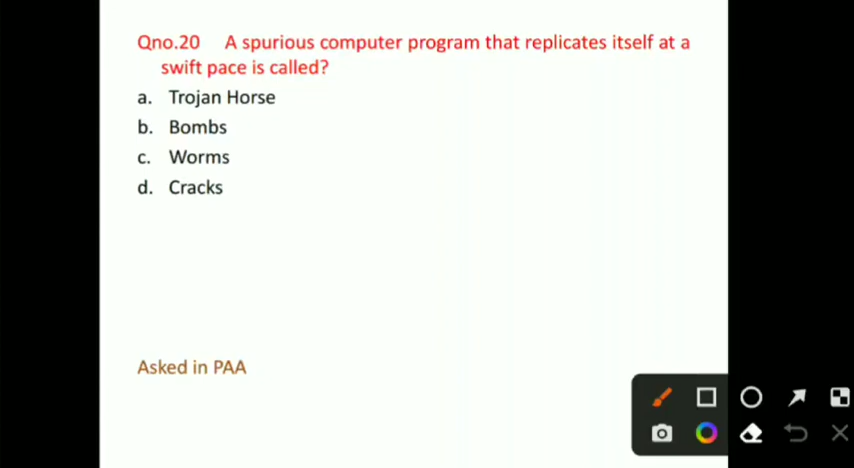 Qno.20 A spurious computer program that replicates itself at a
swift pace is called?
a. Trojan Horse
b. Bombs
c. Worms
d. Cracks
Asked in PAA